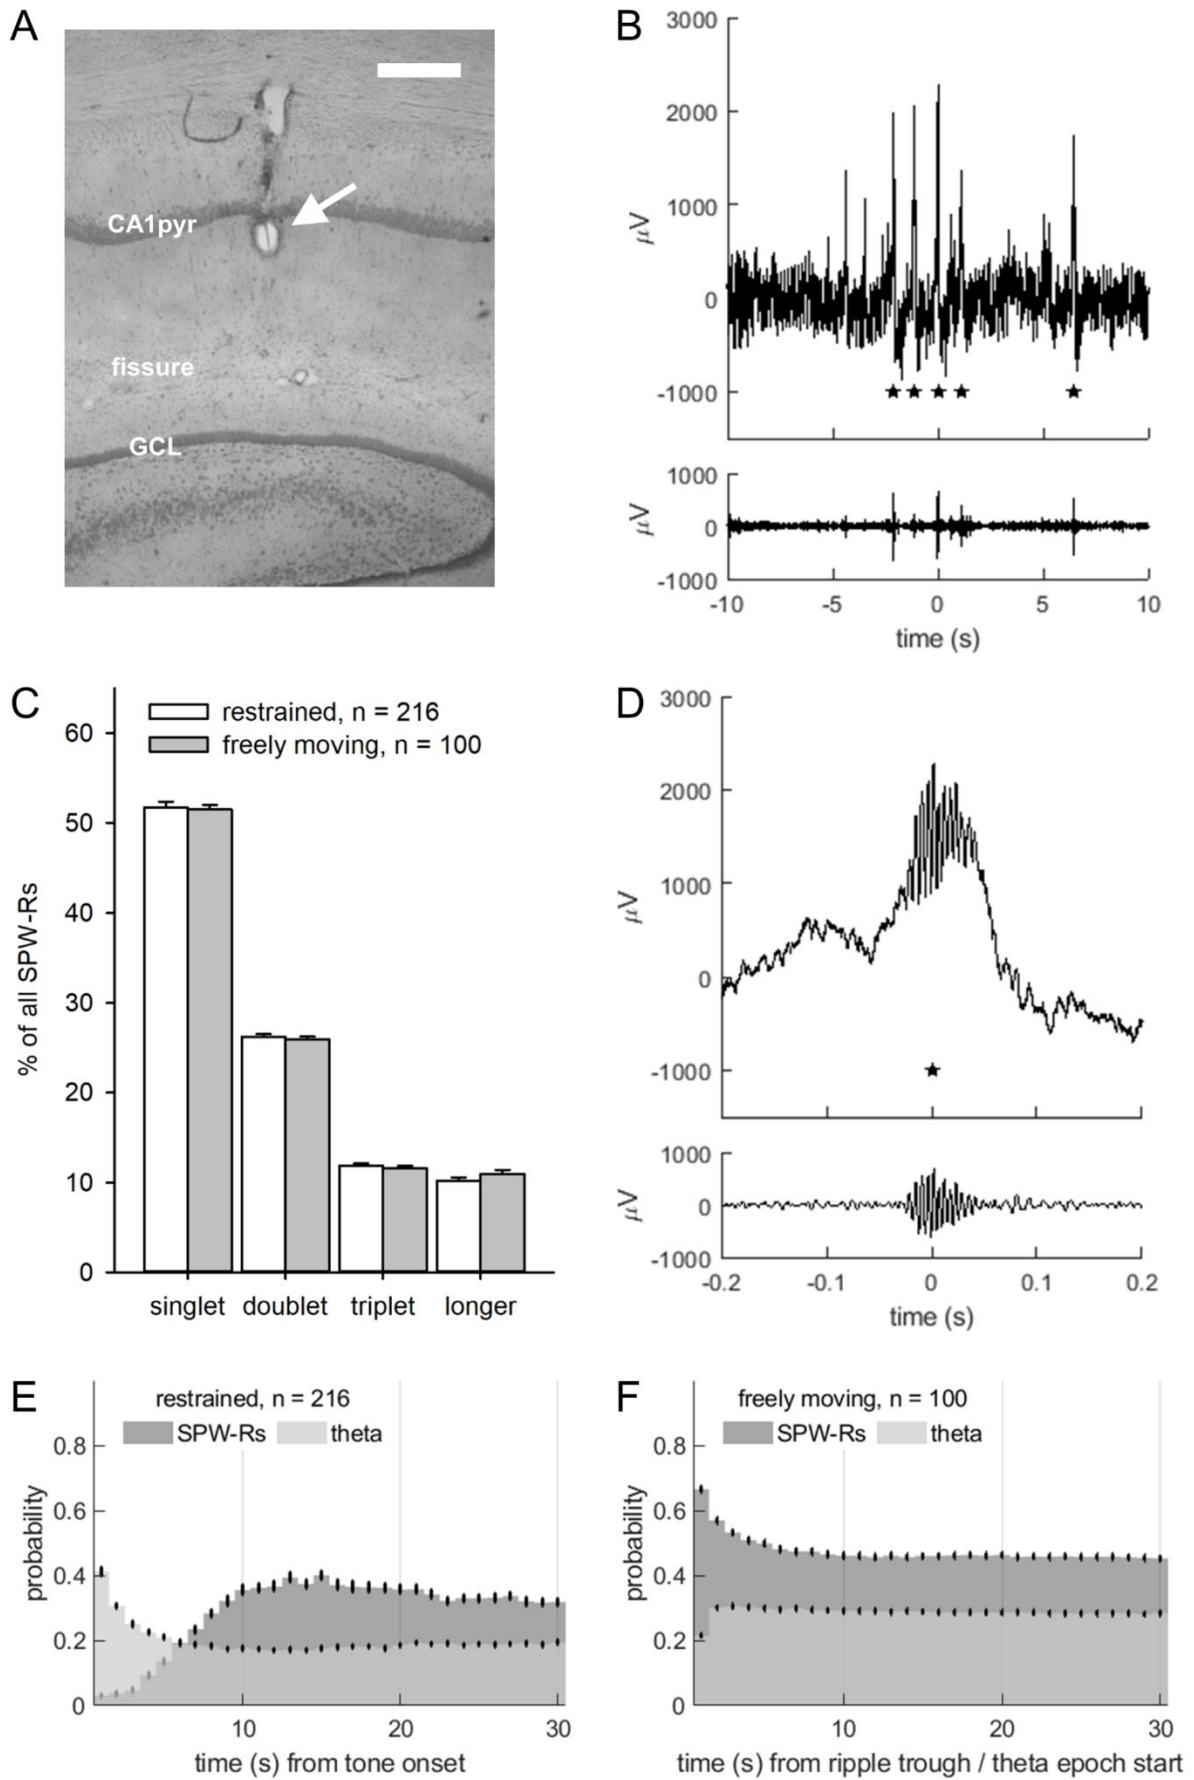 A
CA1pyr
fissure
GCL
B
3000
2000
1000
0
-1000
μV
1000
0
-1000
μV
-10 -5 0 5 10
time (s)
C
restrained, n = 216
freely moving, n = 100
60
50
40
30
20
10
0
% of all SPW-Rs
singlet doublet triplet longer
D
3000
2000
1000
0
-1000
μV
1000
0
-1000
μV
-0.2 -0.1 0 0.1 0.2
time (s)
E
restrained, n = 216
SPW-Rs theta
0.8
0.6
0.4
0.2
0
probability
10 20 30
time (s) from tone onset
F
freely moving, n = 100
SPW-Rs theta
0.8
0.6
0.4
0.2
0
probability
10 20 30
time (s) from ripple trough / theta epoch start